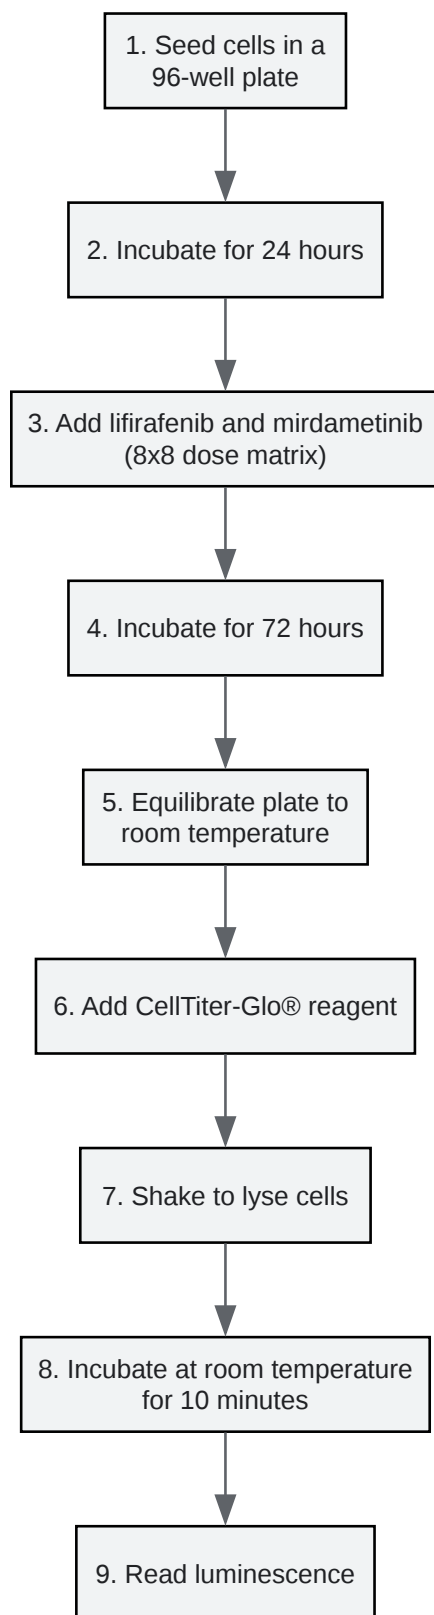 1. Seed cells in a
96-well plate
2. Incubate for 24 hours
3. Add lifirafenib and mirdametinib
(8x8 dose matrix)
4. Incubate for 72 hours
5. Equilibrate plate to
room temperature
6. Add CellTiter-Glo® reagent
7. Shake to lyse cells
8. Incubate at room temperature
for 10 minutes
9. Read luminescence